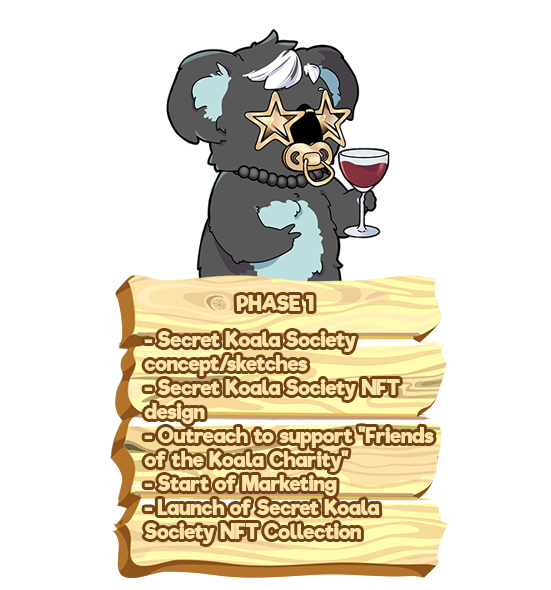 PHASE 1
- Secret Koala Society
concept/sketches
- Secret Koala Society NFT
design
- Outreach to support "Friends
of the Koala Charity"
- Start of Marketing
- Launch of Secret Koala
Society NFT Collection